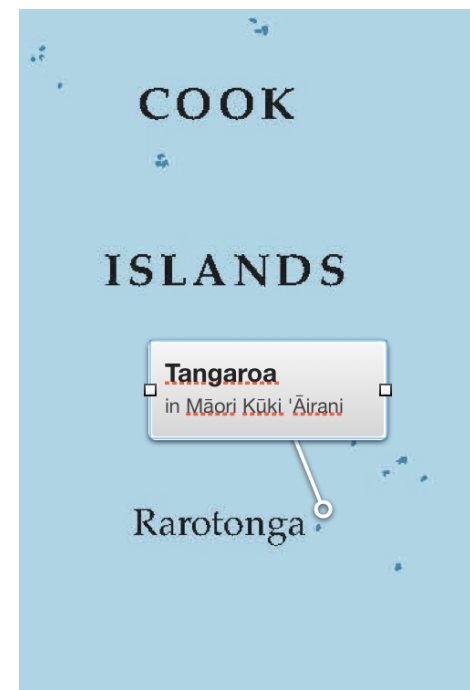 COOK
ISLANDS
Tangaroa
in Māori Kūki 'Āirani
Rarotonga